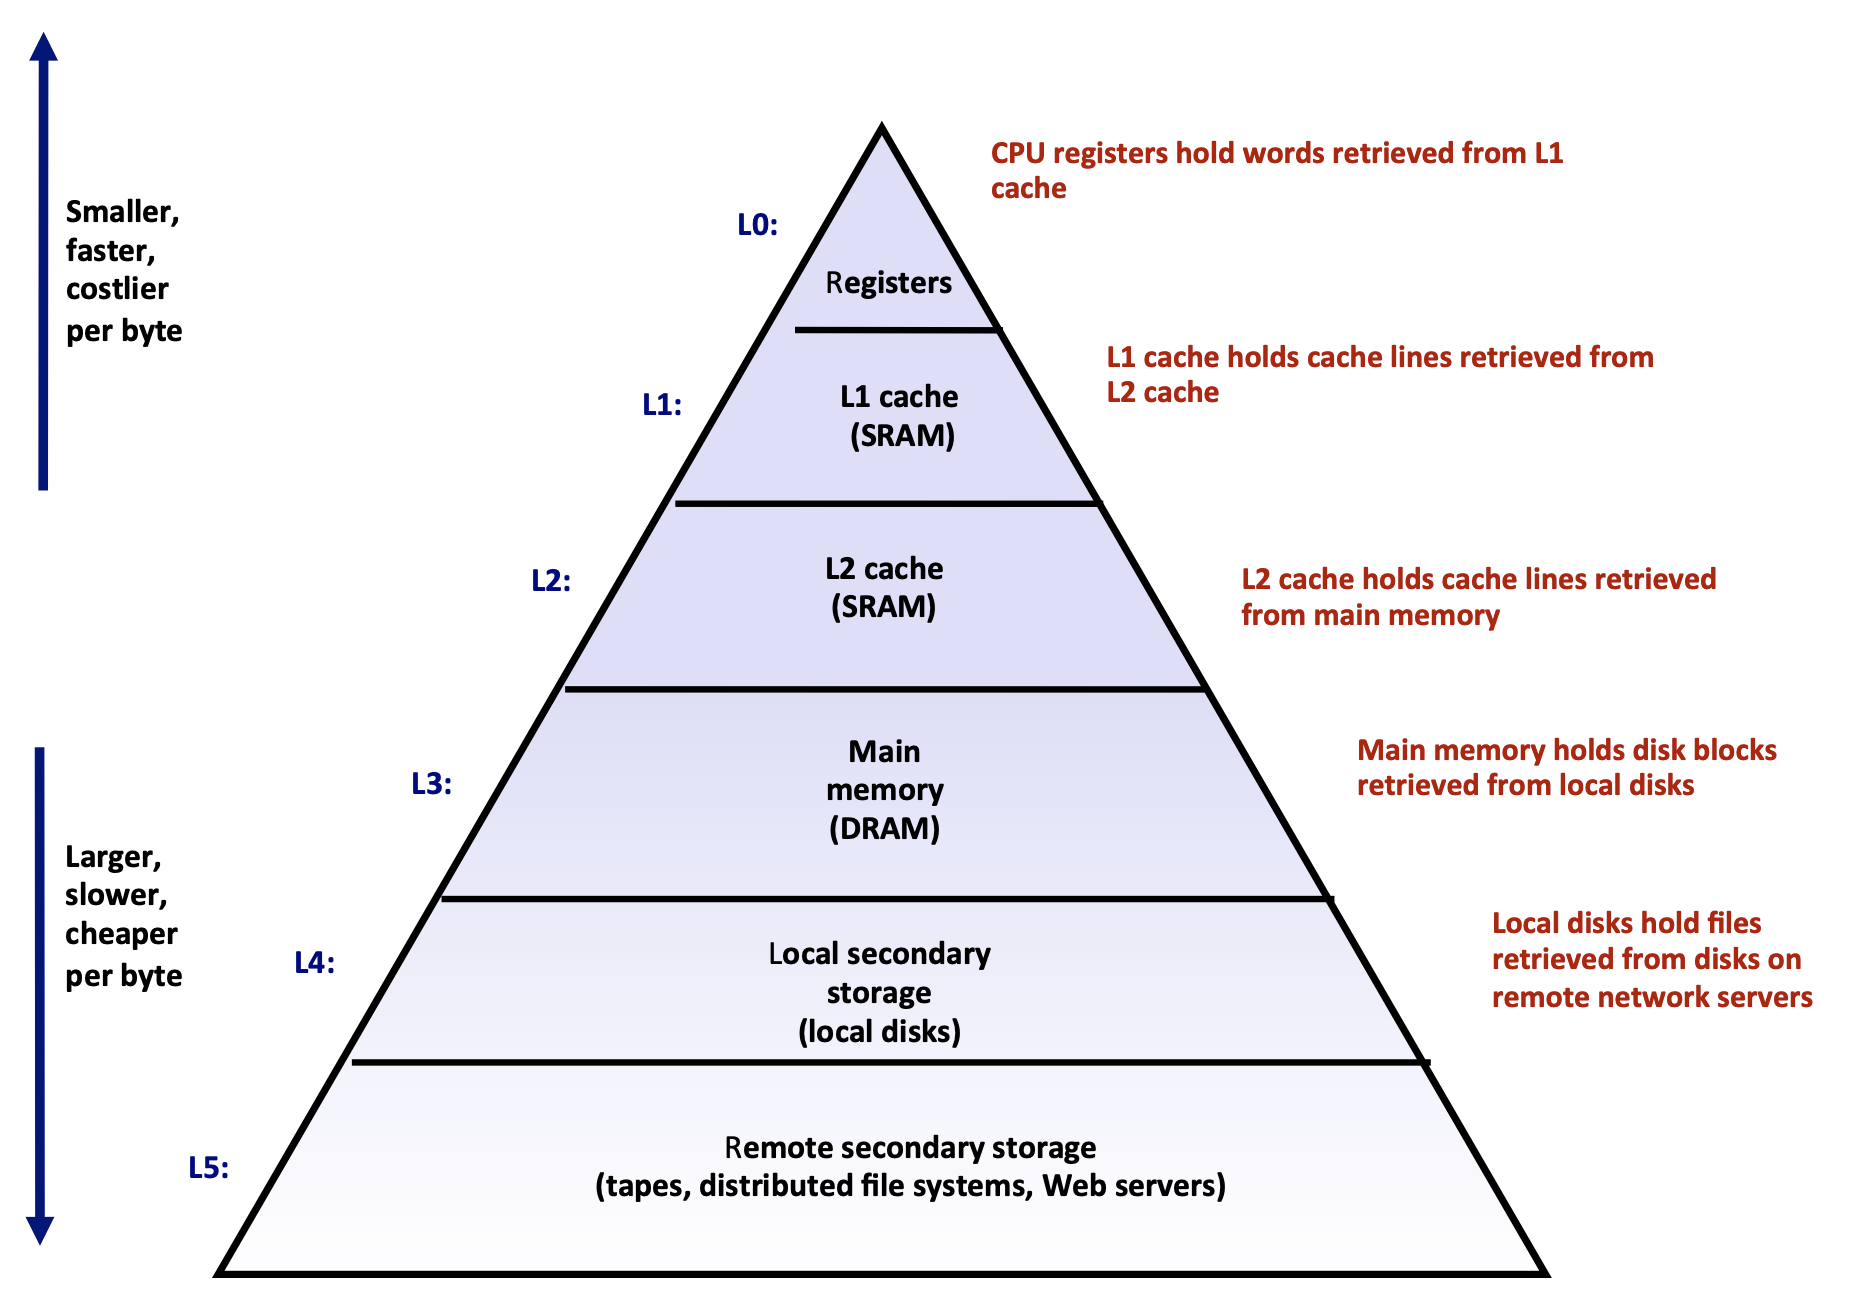 CPU registers hold words retrieved from L1
cache
Smaller,
faster,
costlier
per byte
L0:
Registers
L1 cache holds cache lines retrieved from
L2 cache
L1:
L1 cache
(SRAM)
L2:
L2 cache
(SRAM)
L2 cache holds cache lines retrieved
from main memory
L3:
Main
memory
(DRAM)
Main memory holds disk blocks
retrieved from local disks
Larger,
slower,
cheaper
per byte
L4:
Local secondary
storage
(local disks)
Local disks hold files
retrieved from disks on
remote network servers
L5:
Remote secondary storage
(tapes, distributed file systems, Web servers)